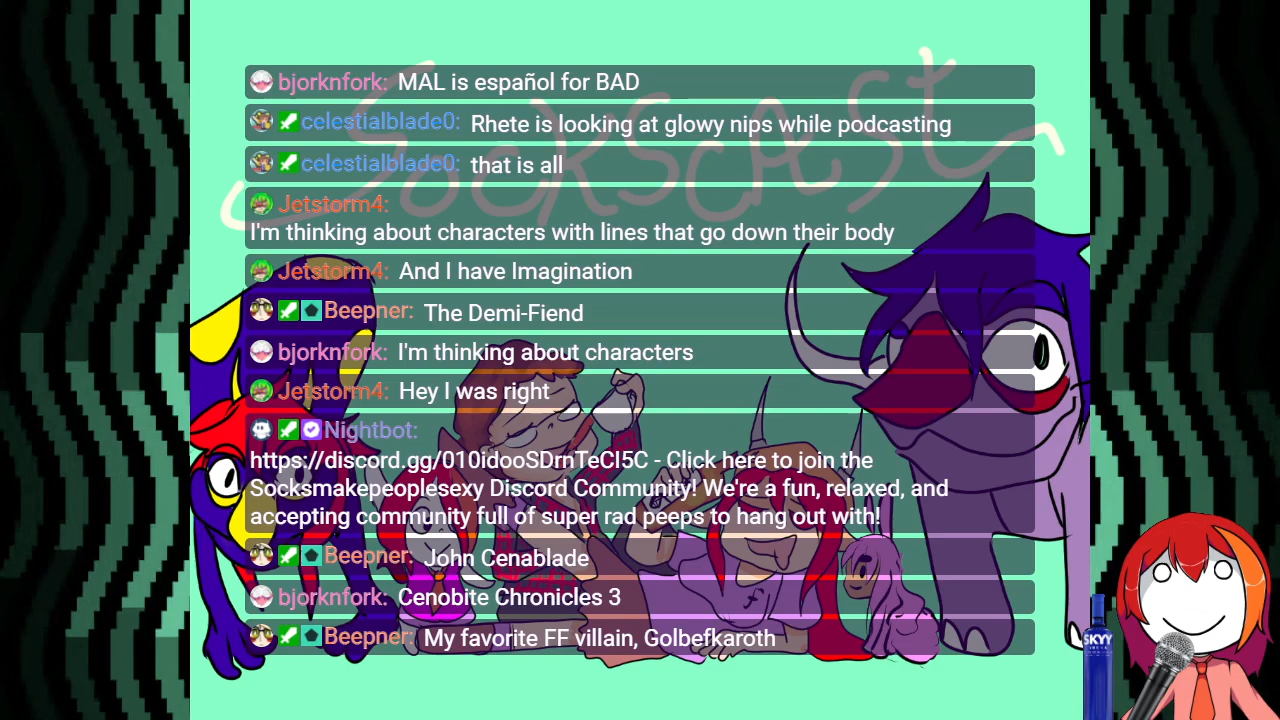 Sockscast
bjorknfork: MAL is español for BAD
celestialblade0: Rhete is looking at glowy nips while podcasting
celestialblade0: that is all
Jetstorm4:
I'm thinking about characters with lines that go down their body
Jetstorm4: And I have Imagination
Beepner: The Demi-Fiend
bjorknfork: I'm thinking about characters
Jetstorm4: Hey I was right
Nightbot:
https://discord.gg/010idooSDrnTeCI5C - Click here to join the
Socksmakepeoplesexy Discord Community! We're a fun, relaxed, and
accepting community full of super rad peeps to hang out with!
Beepner: John Cenablade
bjorknfork: Cenobite Chronicles 3
Beepner: My favorite FF villain, Golbefkaroth
SKYY